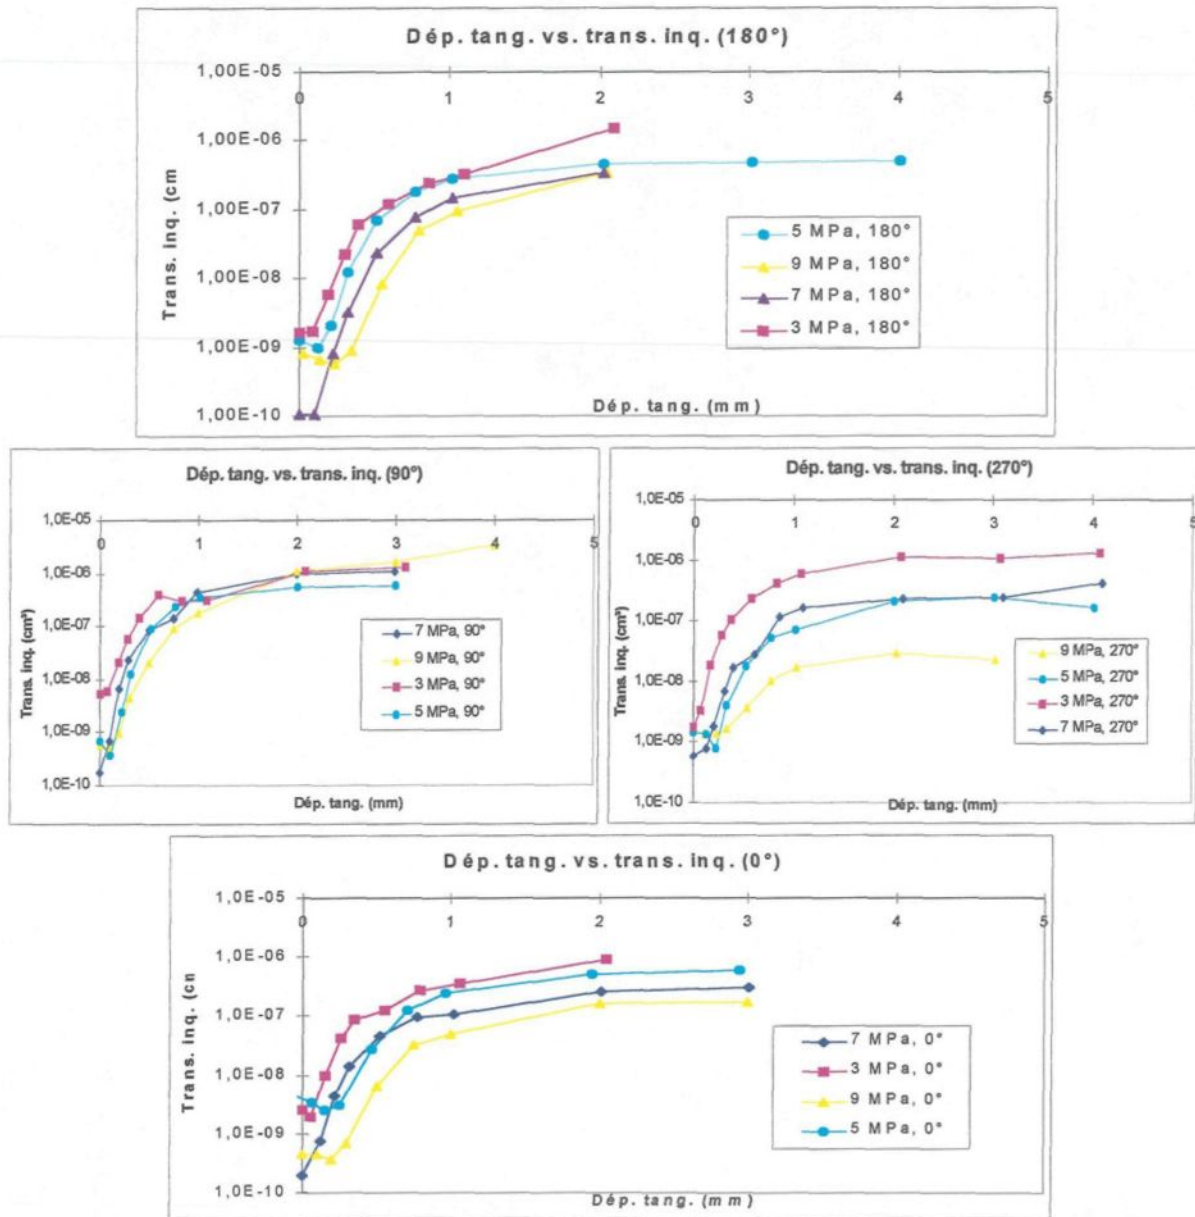 Dép. tang. vs. trans. inq. (180°)
1,00E-05
0 1 2 3 4 5
1,00E-06
1,00E-07
1,00E-08
1,00E-09
1,00E-10
Trans. inq. (cm
5 MPa, 180°
9 MPa, 180°
7 MPa, 180°
3 MPa, 180°
Dép. tang. (mm)
Dép. tang. vs. trans. inq. (90°)
1,0E-05
0 1 2 3 4 5
1,0E-06
1,0E-07
1,0E-08
1,0E-09
1,0E-10
Trans. inq. (cm³)
7 MPa, 90°
9 MPa, 90°
3 MPa, 90°
5 MPa, 90°
Dép. tang. (mm)
Dép. tang. vs. trans. inq. (270°)
1,0E-05
0 1 2 3 4 5
1,0E-06
1,0E-07
1,0E-08
1,0E-09
1,0E-10
Trans. inq. (cm³)
9 MPa, 270°
5 MPa, 270°
3 MPa, 270°
7 MPa, 270°
Dép. tang. (mm)
Dép. tang. vs. trans. inq. (0°)
1,0E-05
0 1 2 3 4 5
1,0E-06
1,0E-07
1,0E-08
1,0E-09
1,0E-10
Trans. inq. (cn
7 MPa, 0°
3 MPa, 0°
9 MPa, 0°
5 MPa, 0°
Dép. tang. (mm)